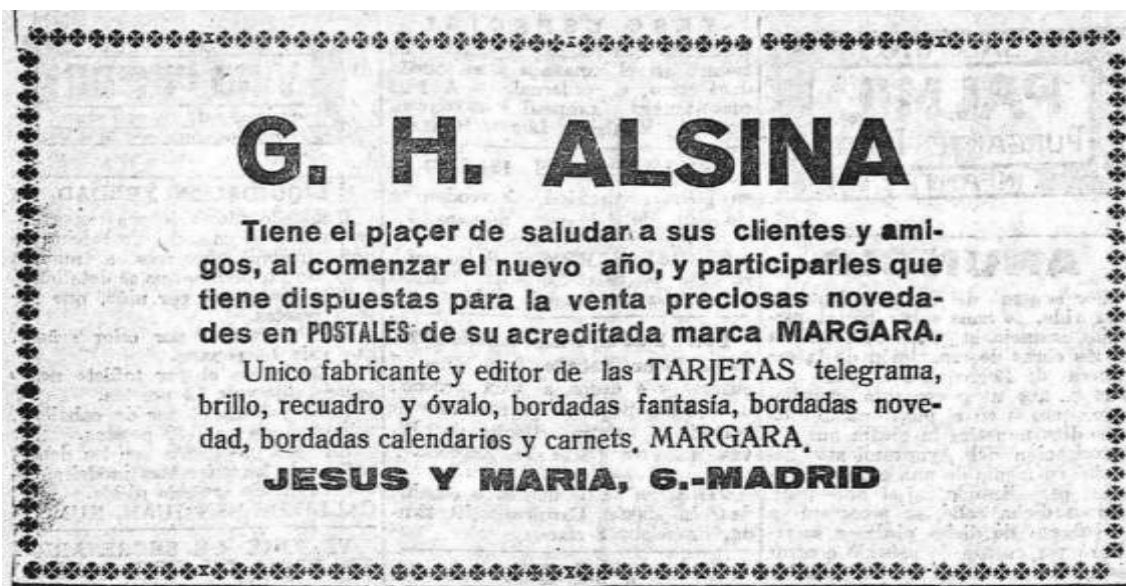 G. H. ALSINA
Tiene el plaçer de saludar a sus clientes y ami-
gos, al comenzar el nuevo año, y participarles que
tiene dispuestas para la venta preciosas noveda-
des en POSTALES de su acreditada marca MARGARA.
Unico fabricante y editor de las TARJETAS telegrama,
brillo, recuadro y óvalo, bordadas fantasía, bordadas nove-
dad, bordadas calendarios y carnets, MARGARA.
JESUS Y MARIA, 6.-MADRID